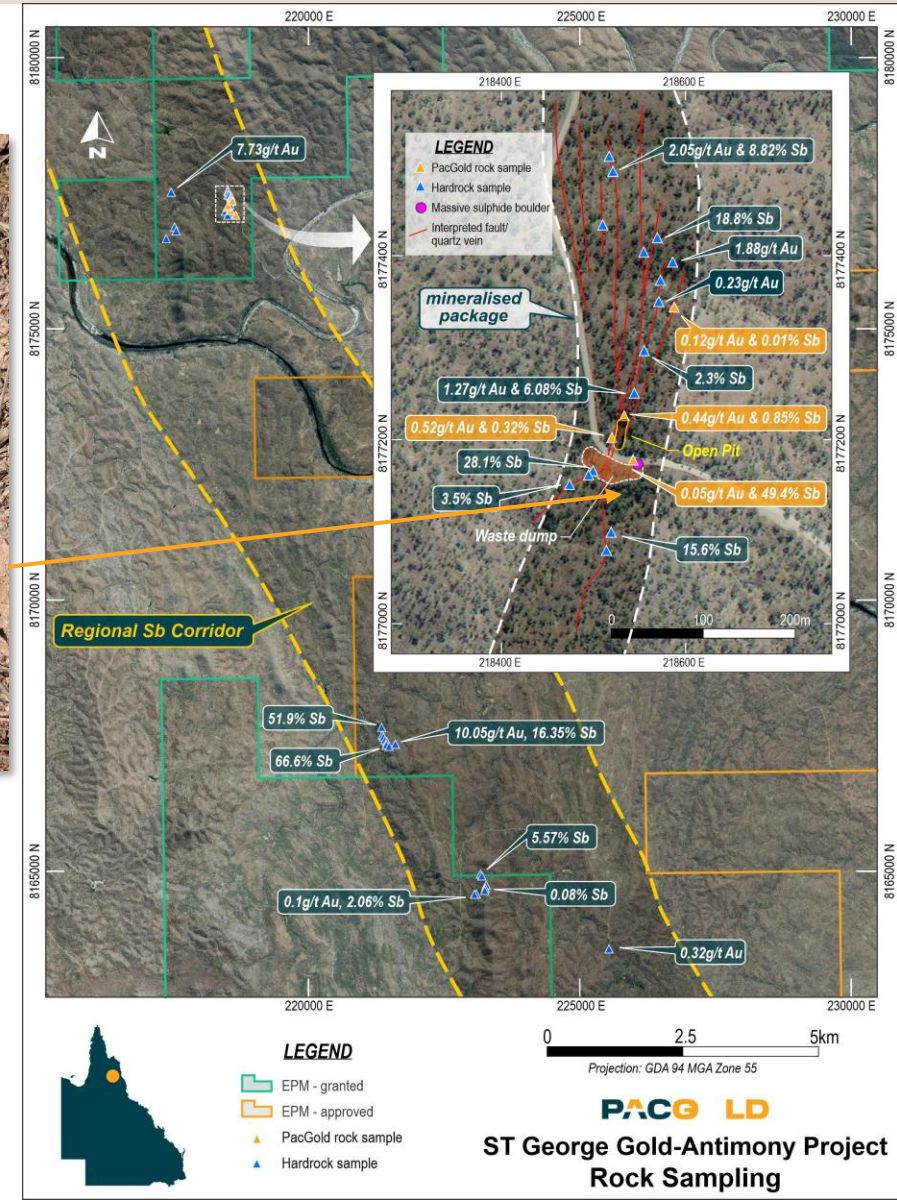 220000 E
225000 E
230000 E
8180000 N
8180000 N
N
7.73g/t Au
218400 E
218600 E
LEGEND
PacGold rock sample
Hardrock sample
Massive sulphide boulder
Interpreted fault/
quartz vein
2.05g/t Au & 8.82% Sb
18.8% Sb
1.88g/t Au
0.23g/t Au
8177400 N
8177400 N
mineralised
package
0.12g/t Au & 0.01% Sb
2.3% Sb
1.27g/t Au & 6.08% Sb
0.44g/t Au & 0.85% Sb
0.52g/t Au & 0.32% Sb
Open Pit
8177200 N
8177200 N
28.1% Sb
3.5% Sb
0.05g/t Au & 49.4% Sb
Waste dump
15.6% Sb
8177000 N
8177000 N
0
100
200m
218400 E
218600 E
8175000 N
8175000 N
8170000 N
8170000 N
Regional Sb Corridor
51.9% Sb
10.05g/t Au, 16.35% Sb
66.6% Sb
5.57% Sb
0.1g/t Au, 2.06% Sb
0.08% Sb
0.32g/t Au
8165000 N
8165000 N
220000 E
225000 E
230000 E
LEGEND
EPM - granted
EPM - approved
PacGold rock sample
Hardrock sample
0
2.5
5km
Projection: GDA 94 MGA Zone 55
PACG LD
ST George Gold-Antimony Project
Rock Sampling